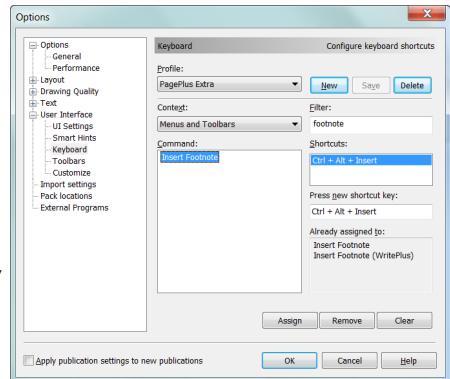 Options
Options
General
Performance
Layout
Drawing Quality
Text
User Interface
UI Settings
Smart Hints
Keyboard
Toolbars
Customize
Import settings
Pack locations
External Programs
Keyboard Configure keyboard shortcuts
Profile:
PagePlus Extra New Save Delete
Context: Filter:
Menus and Toolbars footnote
Command: Shortcuts:
Insert Footnote Ctrl + Alt + Insert
Press new shortcut key:
Ctrl + Alt + Insert
Already assigned to:
Insert Footnote
Insert Footnote (WritePlus)
Assign Remove Clear
Apply publication settings to new publications OK Cancel Help